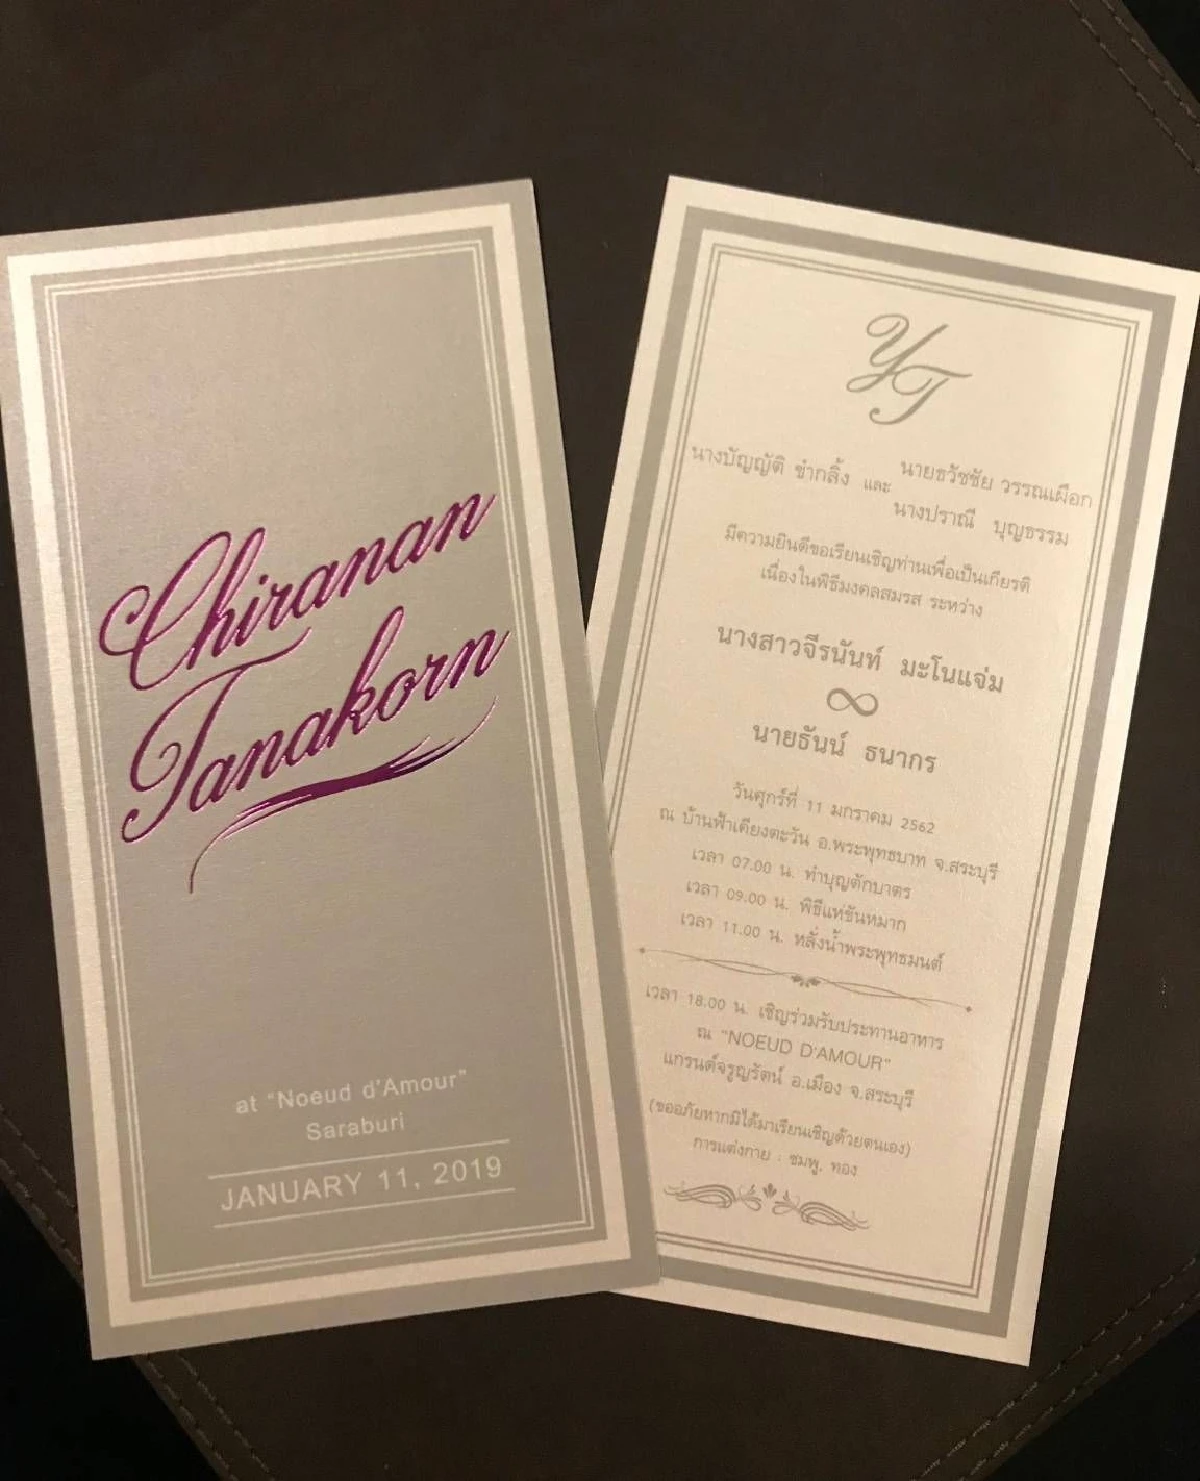 Chiranan
Tanakorn
at "Noeud d'Amour"
Saraburi
JANUARY 11, 2019
YT
นางบัญญัติ ขำกลิ้ง และ นายธวัชชัย วรรณเผือก
นางปราณี บุญธรรม
มีความยินดีขอเรียนเชิญท่านเพื่อเป็นเกียรติ
เนื่องในพิธีมงคลสมรส ระหว่าง
นางสาวจีรนันท์ มะโนแจ่ม
นายธันน์ ธนากร
วันศุกร์ที่ 11 มกราคม 2562
ณ บ้านฟ้าเคียงตะวัน อ.พระพุทธบาท จ.สระบุรี
เวลา 07.00 น. ทำบุญตักบาตร
เวลา 09.00 น. พิธีแห่ขันหมาก
เวลา 11.00 น. หลั่งน้ำพระพุทธมนต์
เวลา 18.00 น. เชิญร่วมรับประทานอาหาร
ณ "NOEUD D'AMOUR"
แกรนด์จรูญรัตน์ อ.เมือง จ.สระบุรี
(ขออภัยหากมิได้มาเรียนเชิญด้วยตนเอง)
การแต่งกาย : ชมพู, ทอง